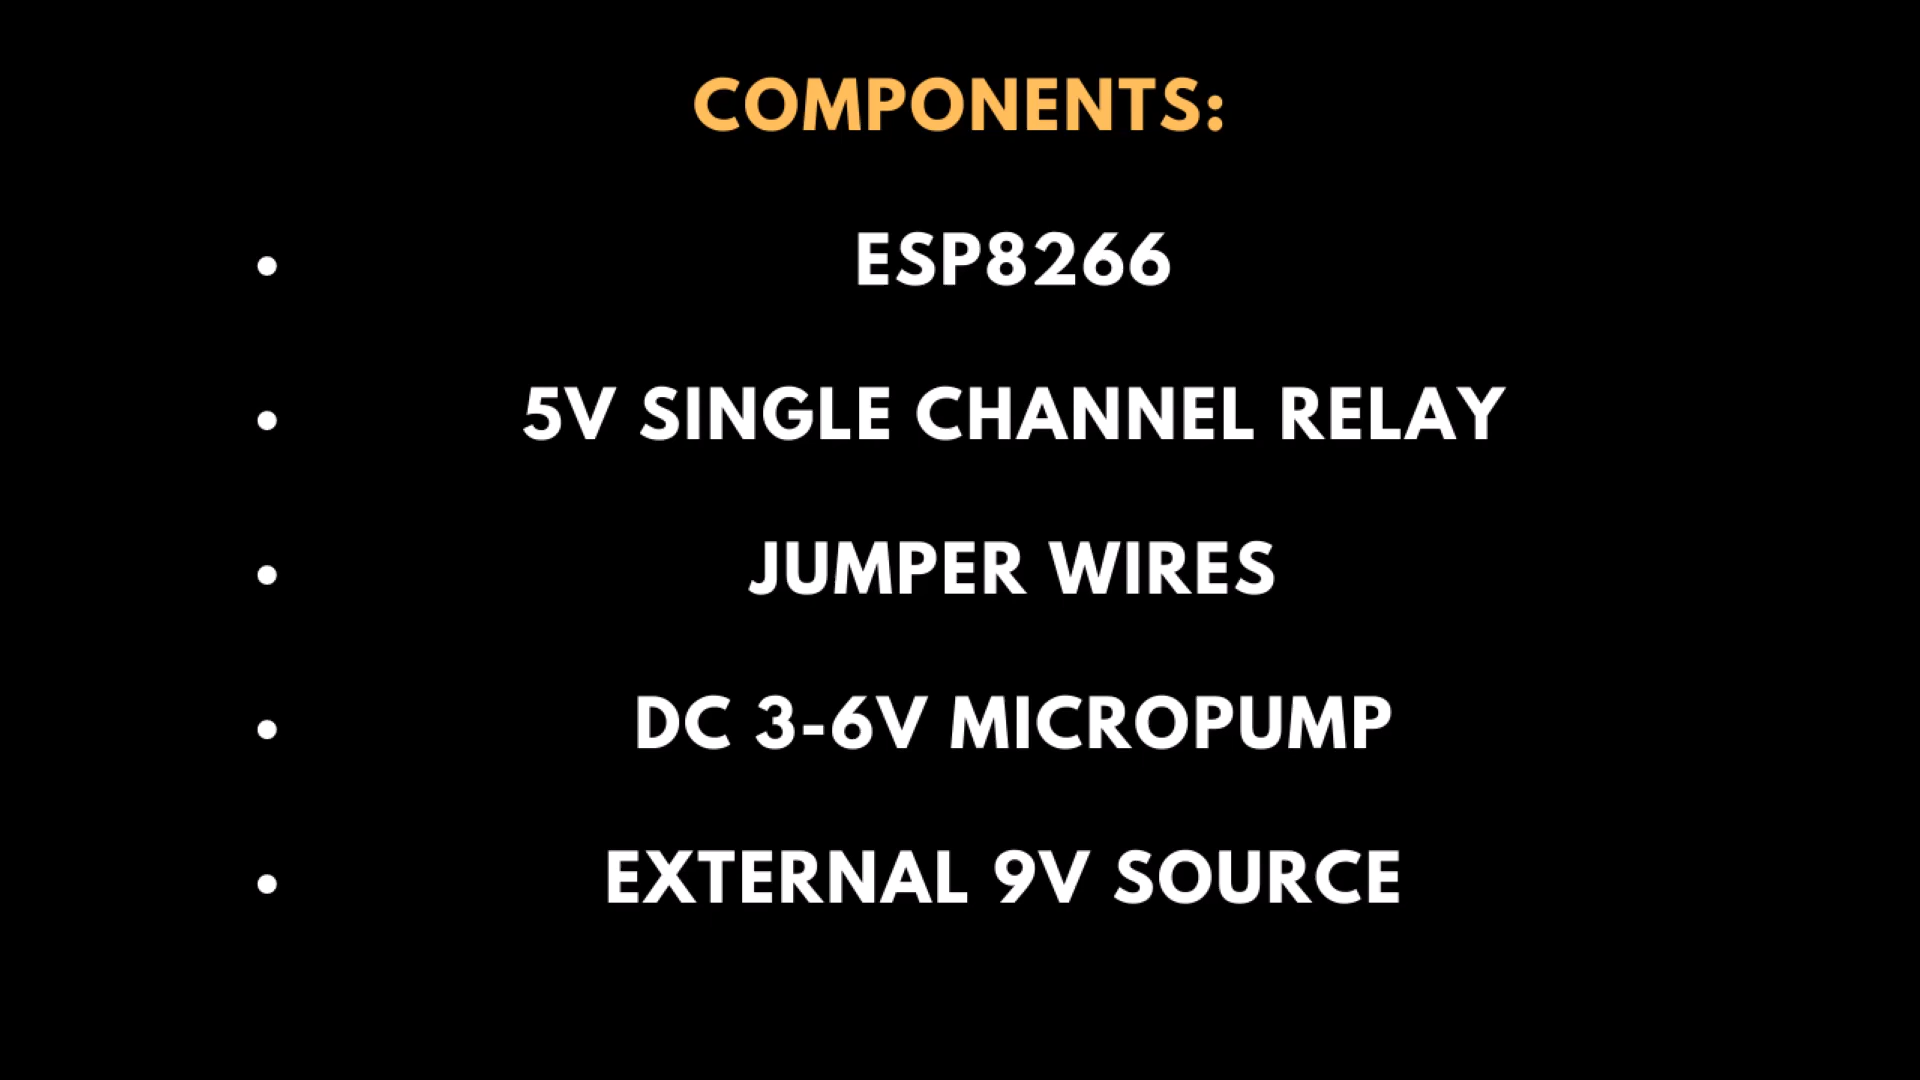 COMPONENTS:
• ESP8266
• 5V SINGLE CHANNEL RELAY
• JUMPER WIRES
• DC 3-6V MICROPUMP
• EXTERNAL 9V SOURCE